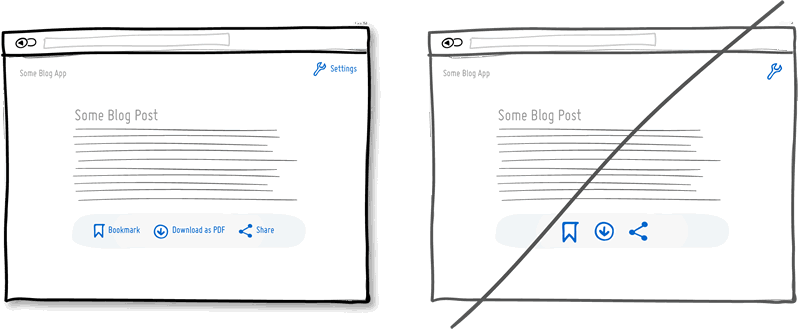 Some Blog App
Settings
Some Blog Post
Bookmark
Download as PDF
Share
Some Blog App
Some Blog Post